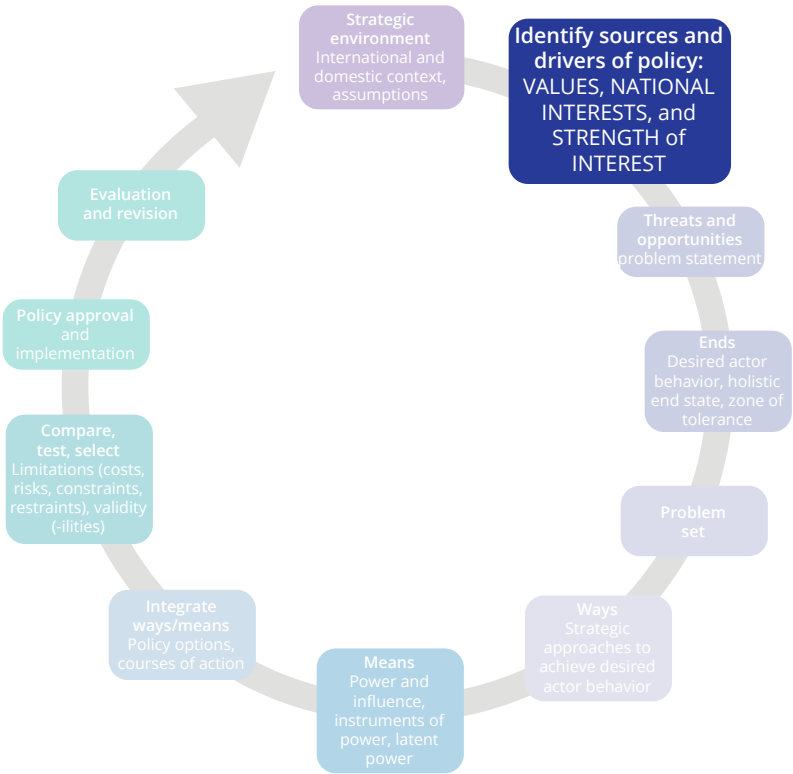 Strategic
environment
International and
domestic context,
assumptions
Identify sources and
drivers of policy:
VALUES, NATIONAL
INTERESTS, and
STRENGTH of
INTEREST
Threats and
opportunities
problem statement
Ends
Desired actor
behavior, holistic
end state, zone of
tolerance
Problem
set
Ways
Strategic
approaches to
achieve desired
actor behavior
Means
Power and
influence,
instruments of
power, latent
power
Integrate
ways/means
Policy options,
courses of action
Compare,
test, select
Limitations (costs,
risks, constraints,
restraints), validity
(-ilities)
Policy approval
and
implementation
Evaluation
and revision